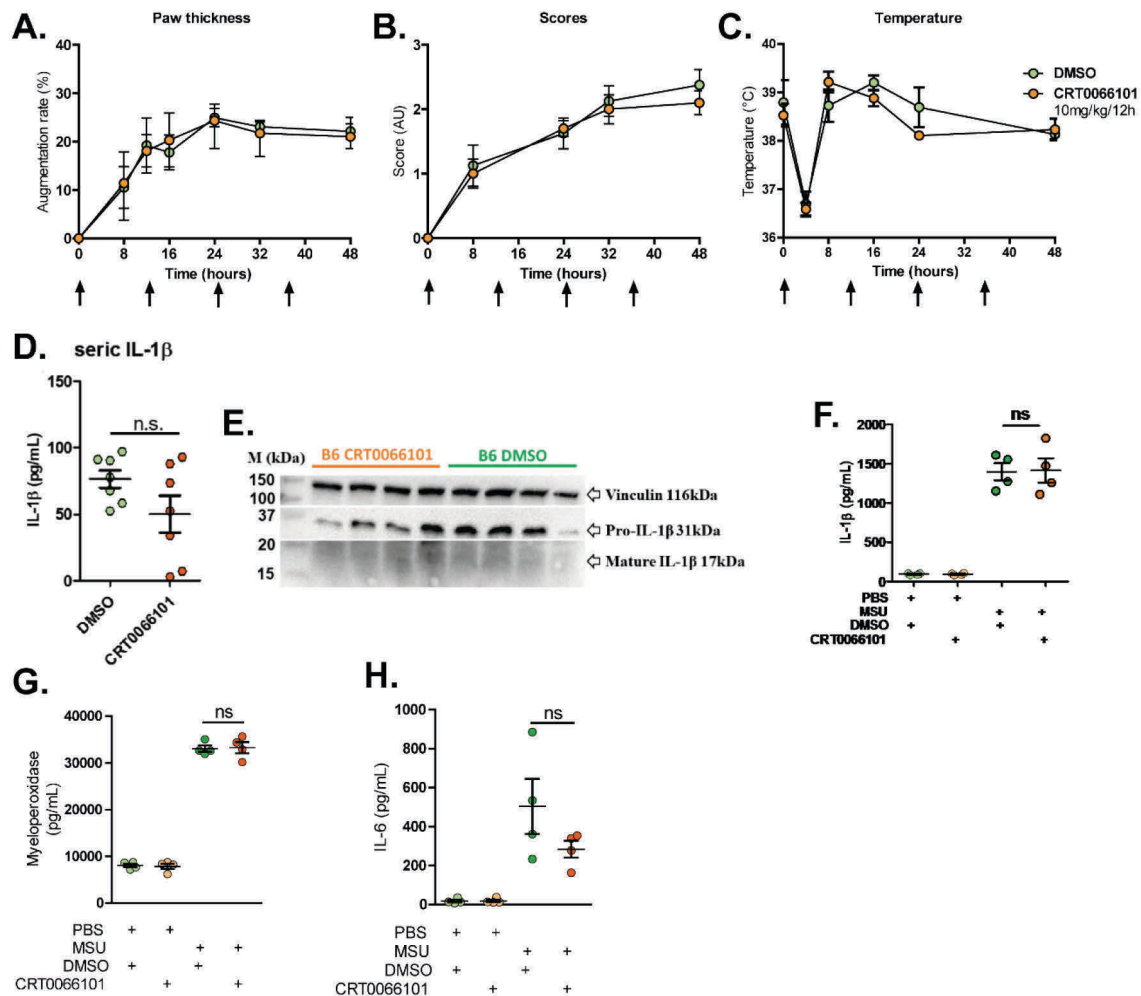 A.
Paw thickness
Augmentation rate (%)
40
30
20
10
0
0 8 16 24 32 40 48
Time (hours)
B.
Scores
Score (AU)
3
2
1
0
0 8 16 24 32 40 48
Time (hours)
C.
Temperature
Temperature (°C)
40
39
38
37
36
0 8 16 24 32 40 48
Time (hours)
DMSO
CRT0066101
10mg/kg/12h
D.
seric IL-1β
IL-1β (pg/mL)
150
100
50
0
n.s.
DMSO
CRT0066101
E.
B6 CRT0066101 B6 DMSO
M (kDa)
150
100
37
20
15
Vinculin 116kDa
Pro-IL-1β 31kDa
Mature IL-1β 17kDa
F.
IL-1β (pg/mL)
2000
1500
1000
500
0
ns
PBS + +
MSU + +
DMSO + +
CRT0066101 + +
G.
Myeloperoxidase
(pg/mL)
40000
30000
20000
10000
0
ns
PBS + +
MSU + +
DMSO + +
CRT0066101 + +
H.
IL-6 (pg/mL)
1000
800
600
400
200
0
ns
PBS + +
MSU + +
DMSO + +
CRT0066101 + +